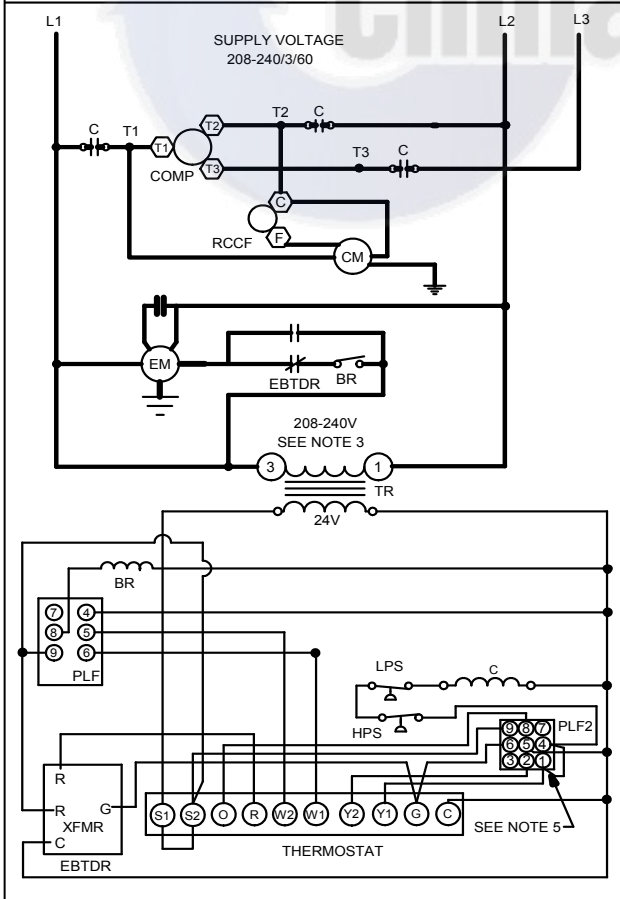 L1
L2
L3
SUPPLY VOLTAGE
208-240/3/60
C
T1
T1
T2
T3
COMP
T2
C
T3
C
C
F
RCCF
CM
EM
EBTDR
BR
208-240V
SEE NOTE 3
3
1
TR
24V
BR
7
4
8
5
9
6
PLF
LPS
C
HPS
9 8 7
6 5 4
3 2 1
PLF2
SEE NOTE 5
R
R
G
XFMR
C
EBTDR
S1 S2 O R W2 W1 Y2 Y1 G C
THERMOSTAT